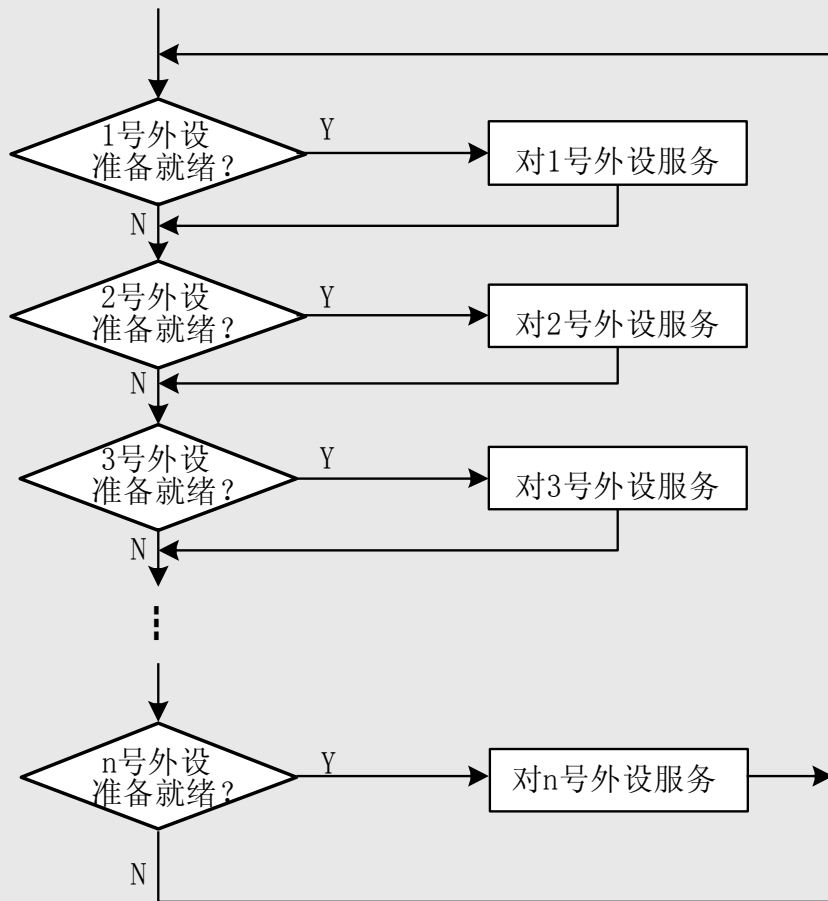 1号外设
准备就绪?
Y
对1号外设服务
N
2号外设
准备就绪?
Y
对2号外设服务
N
3号外设
准备就绪?
Y
对3号外设服务
N
n号外设
准备就绪?
Y
对n号外设服务
N